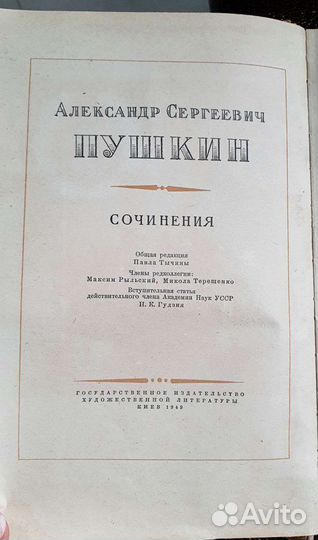 Александр Сергеевич
ПУШКИН
СОЧИНЕНИЯ
Общая редакция
Павла Тычины
Члены редколлегии:
Максим Рыльский, Микола Терещенко
Вступительная статья
действительного члена Академии Наук УССР
Н. К. Гудзия
ГОСУДАРСТВЕННОЕ ИЗДАТЕЛЬСТВО
ХУДОЖЕСТВЕННОЙ ЛИТЕРАТУРЫ
КИЕВ 1949
Avito